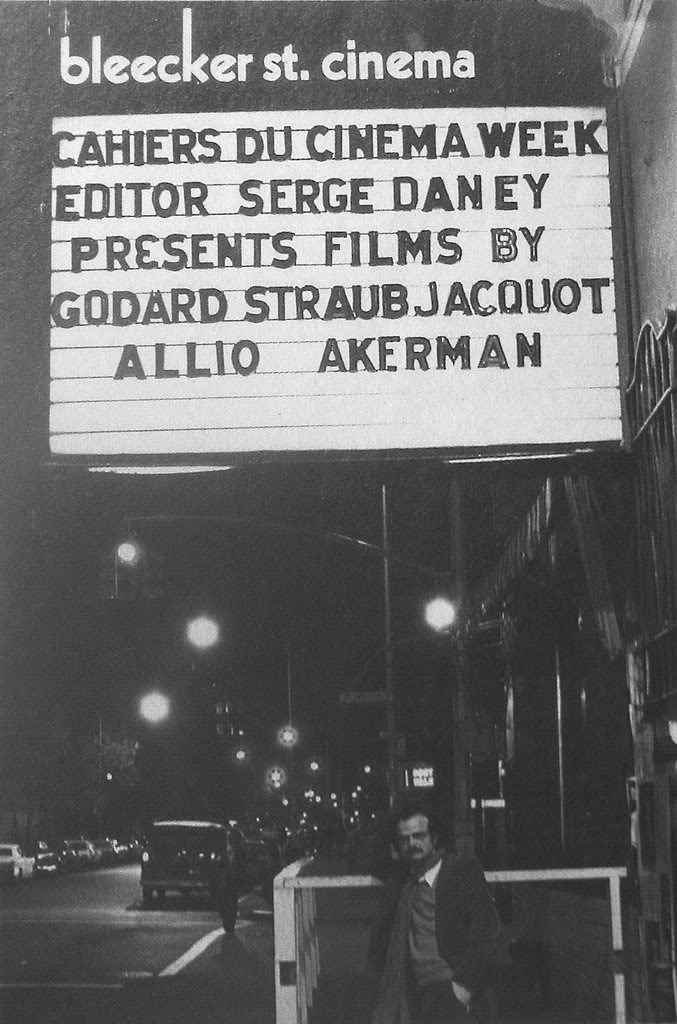 bleecker st. cinema
CAHIERS DU CINEMA WEEK
EDITOR SERGE DANEY
PRESENTS FILMS BY
GODARD STRAUB JACQUOT
ALLIO AKERMAN